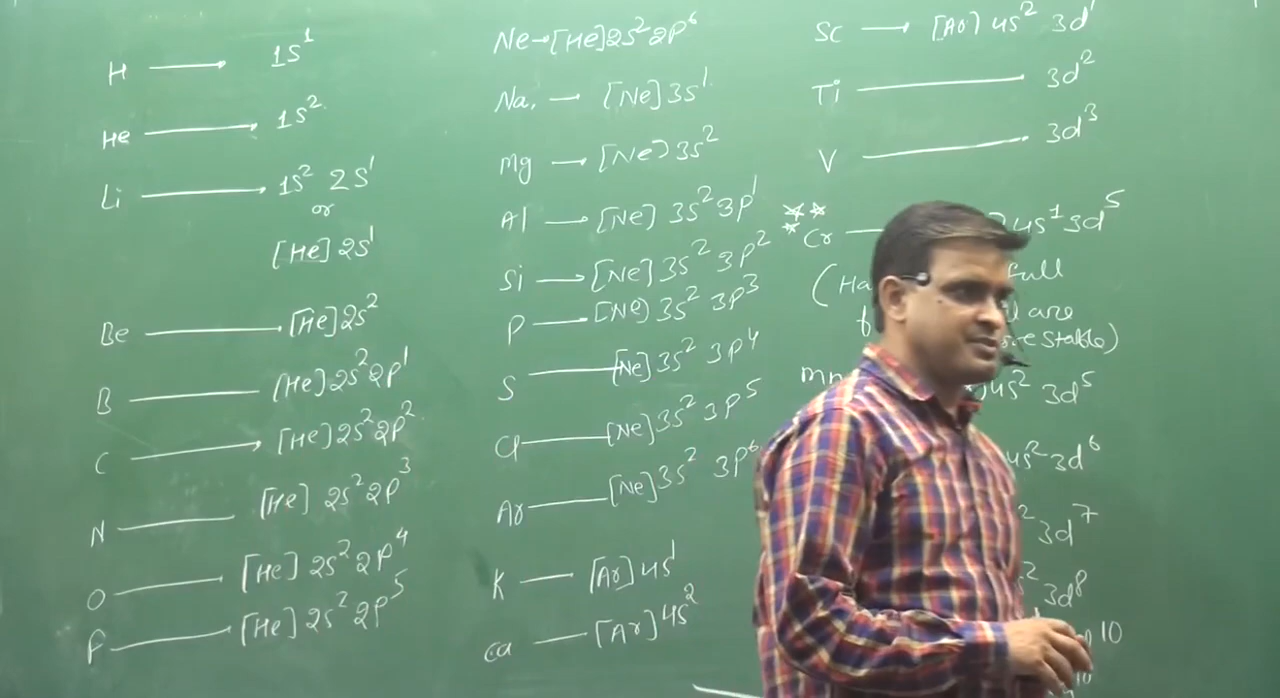 H → 1S¹
He → 1S²
Li → 1S² 2S¹
or
[He] 2S¹
Be → [He] 2S²
B — [He] 2S² 2P¹
C → [He] 2S² 2P²
N — [He] 2S² 2P³
O → [He] 2S² 2P⁴
F → [He] 2S² 2P⁵
Ne → [He] 2S² 2P⁶
Na, → [Ne] 3S¹
Mg → [Ne] 3S²
Al → [Ne] 3S² 3P¹
Si → [Ne] 3S² 3P²
P → [Ne] 3S² 3P³
S — [Ne] 3S² 3P⁴
Cl — [Ne] 3S² 3P⁵
Ar — [Ne] 3S² 3P⁶
K — [Ar] 4S¹
Ca — [Ar] 4S²
Sc → [Ar] 4S² 3d¹
Ti → 3d²
V → 3d³
Cr — 4S¹ 3d⁵
full
are
stable)
Mn 4S² 3d⁵
4S² 3d⁶
² 3d⁷
² 3d⁸
10
10